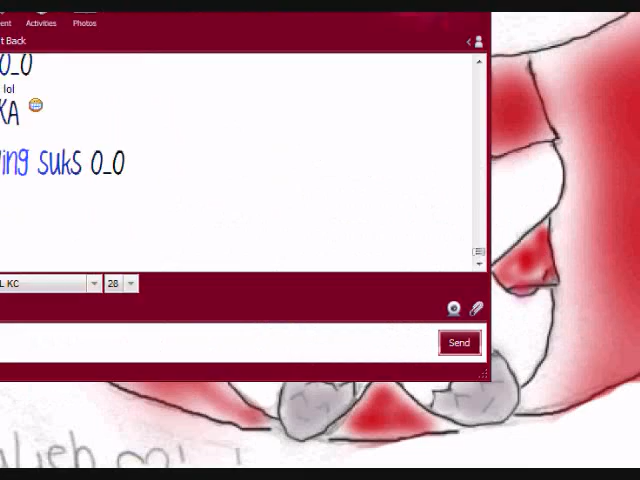 ent Activities Photos
t Back
0_0
lol
KA
ing suks 0_0
L KC 28
Send